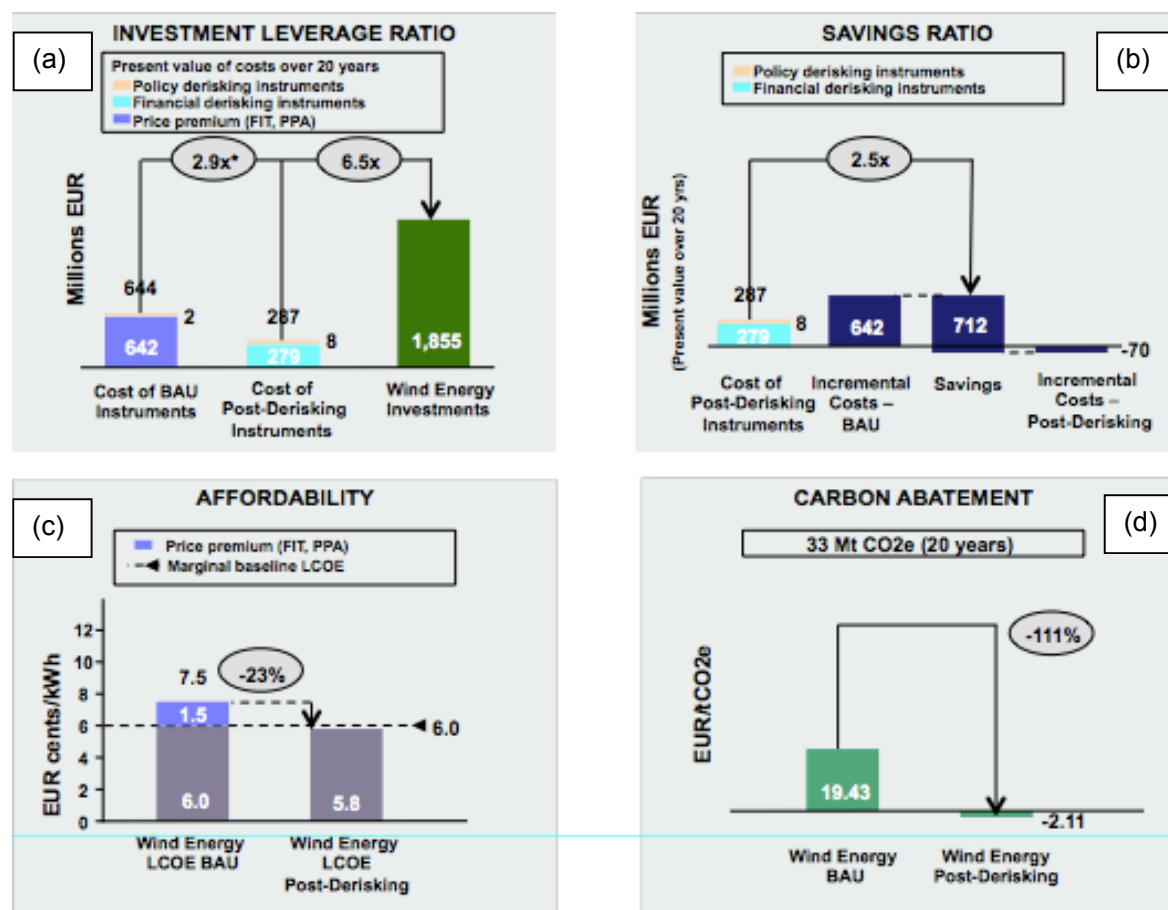 (a)
INVESTMENT LEVERAGE RATIO
Present value of costs over 20 years
Policy derisking instruments
Financial derisking instruments
Price premium (FIT, PPA)
2.9x*
6.5x
Millions EUR
644
2
642
287
8
279
1,855
Cost of BAU
Instruments
Cost of
Post-Derisking
Instruments
Wind Energy
Investments
(b)
SAVINGS RATIO
Policy derisking instruments
Financial derisking instruments
2.5x
Millions EUR
(Present value over 20 yrs)
287
8
279
642
712
-70
Cost of
Post-Derisking
Instruments
Incremental
Costs –
BAU
Savings
Incremental
Costs –
Post-Derisking
(c)
AFFORDABILITY
Price premium (FIT, PPA)
Marginal baseline LCOE
EUR cents/kWh
12
10
8
6
4
2
0
7.5
-23%
1.5
6.0
6.0
5.8
Wind Energy
LCOE BAU
Wind Energy
LCOE
Post-Derisking
(d)
CARBON ABATEMENT
33 Mt CO2e (20 years)
-111%
EUR/tCO2e
19.43
-2.11
Wind Energy
BAU
Wind Energy
Post-Derisking